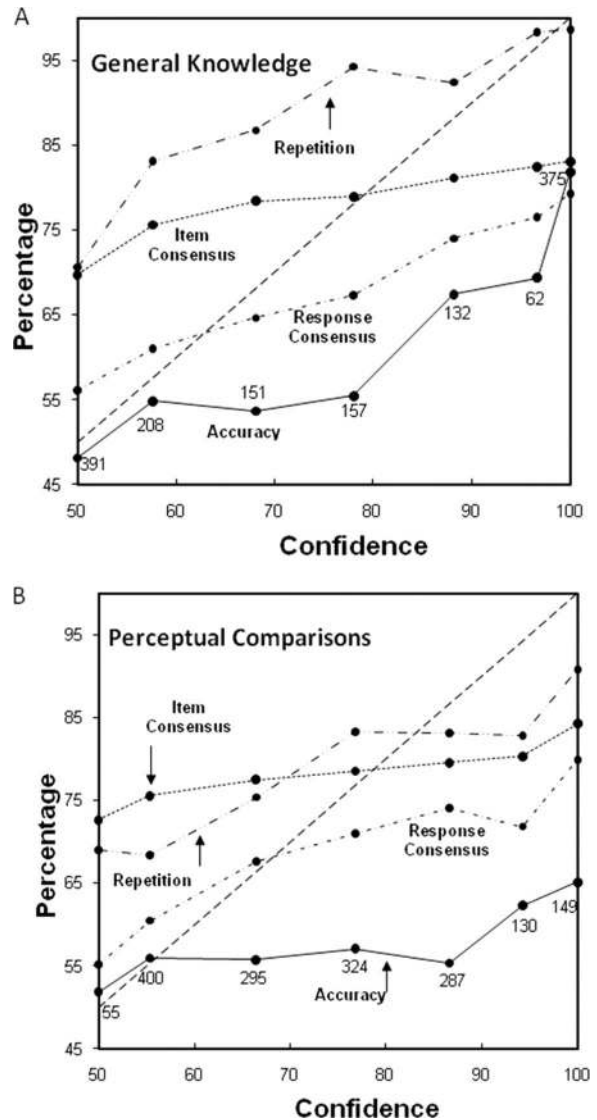 A
General Knowledge
Repetition
Item
Consensus
Response
Consensus
Accuracy
391
208
151
157
132
62
375
Percentage
95
85
75
65
55
45
50
60
70
80
90
100
Confidence
B
Perceptual Comparisons
Item
Consensus
Repetition
Response
Consensus
Accuracy
55
400
295
324
287
130
149
Percentage
95
85
75
65
55
45
50
60
70
80
90
100
Confidence